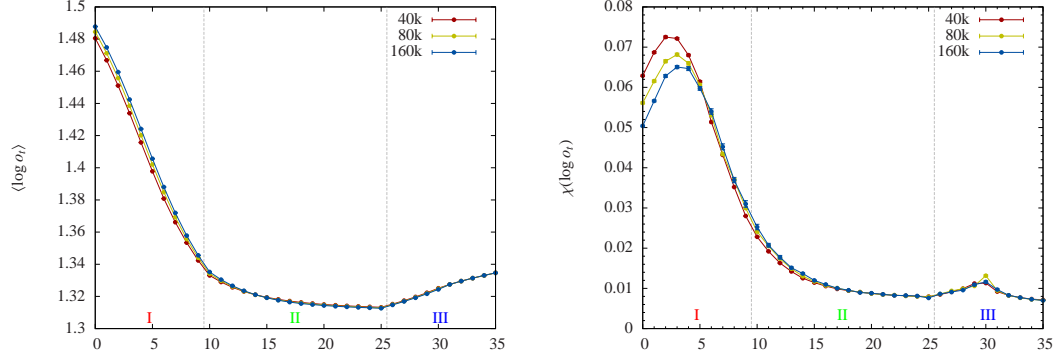 1.5
1.48
1.46
1.44
1.42
1.4
1.38
1.36
1.34
1.32
1.3
⟨log o_t⟩
40k
80k
160k
I
II
III
0 5 10 15 20 25 30 35
0.08
0.07
0.06
0.05
0.04
0.03
0.02
0.01
0
χ(log o_t)
40k
80k
160k
I
II
III
0 5 10 15 20 25 30 35